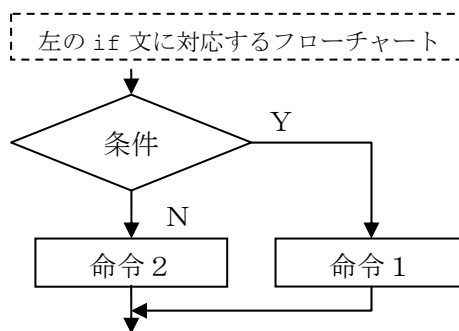 左の if 文に対応するフローチャート
条件
Y
N
命令２
命令１